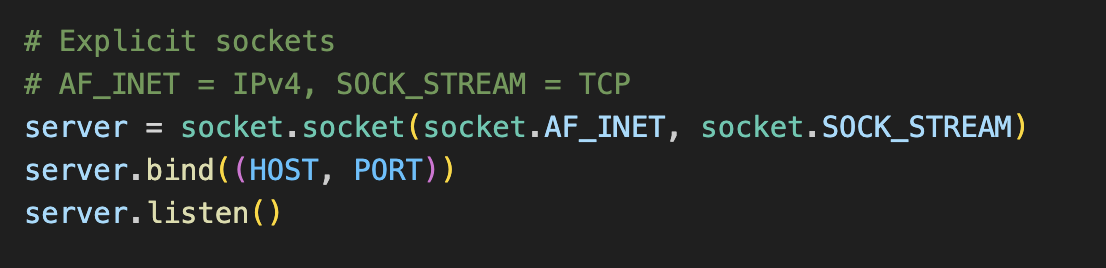 # Explicit sockets
# AF_INET = IPv4, SOCK_STREAM = TCP
server = socket.socket(socket.AF_INET, socket.SOCK_STREAM)
server.bind((HOST, PORT))
server.listen()